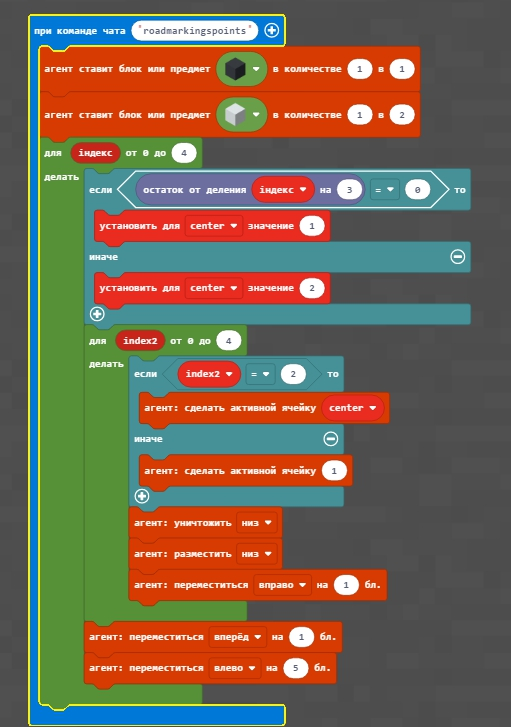 при команде чата "roadmarkingspoints"
агент ставит блок или предмет в количестве 1 в 1
агент ставит блок или предмет в количестве 1 в 2
для индекс от 0 до 4
делать
если остаток от деления индекс на 3 = 0 то
установить для center значение 1
иначе
установить для center значение 2
для index2 от 0 до 4
делать
если index2 = 2 то
агент: сделать активной ячейку center
иначе
агент: сделать активной ячейку 1
агент: уничтожить низ
агент: разместить низ
агент: переместиться вправо на 1 бл.
агент: переместиться вперёд на 1 бл.
агент: переместиться влево на 5 бл.